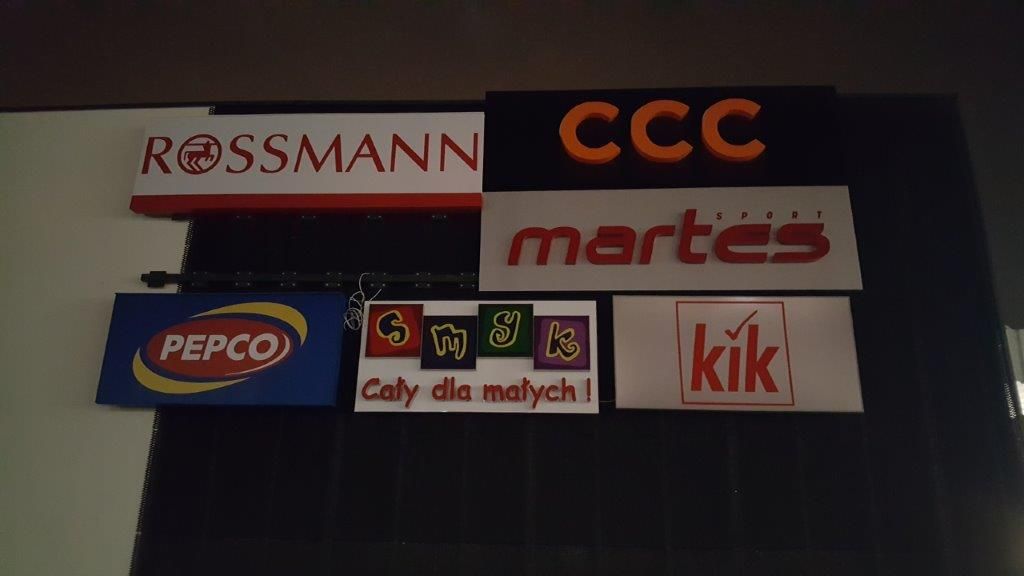 ROSSMANN
CCC
martes
SPORT
PEPCO
smyk
Cały dla małych !
kik